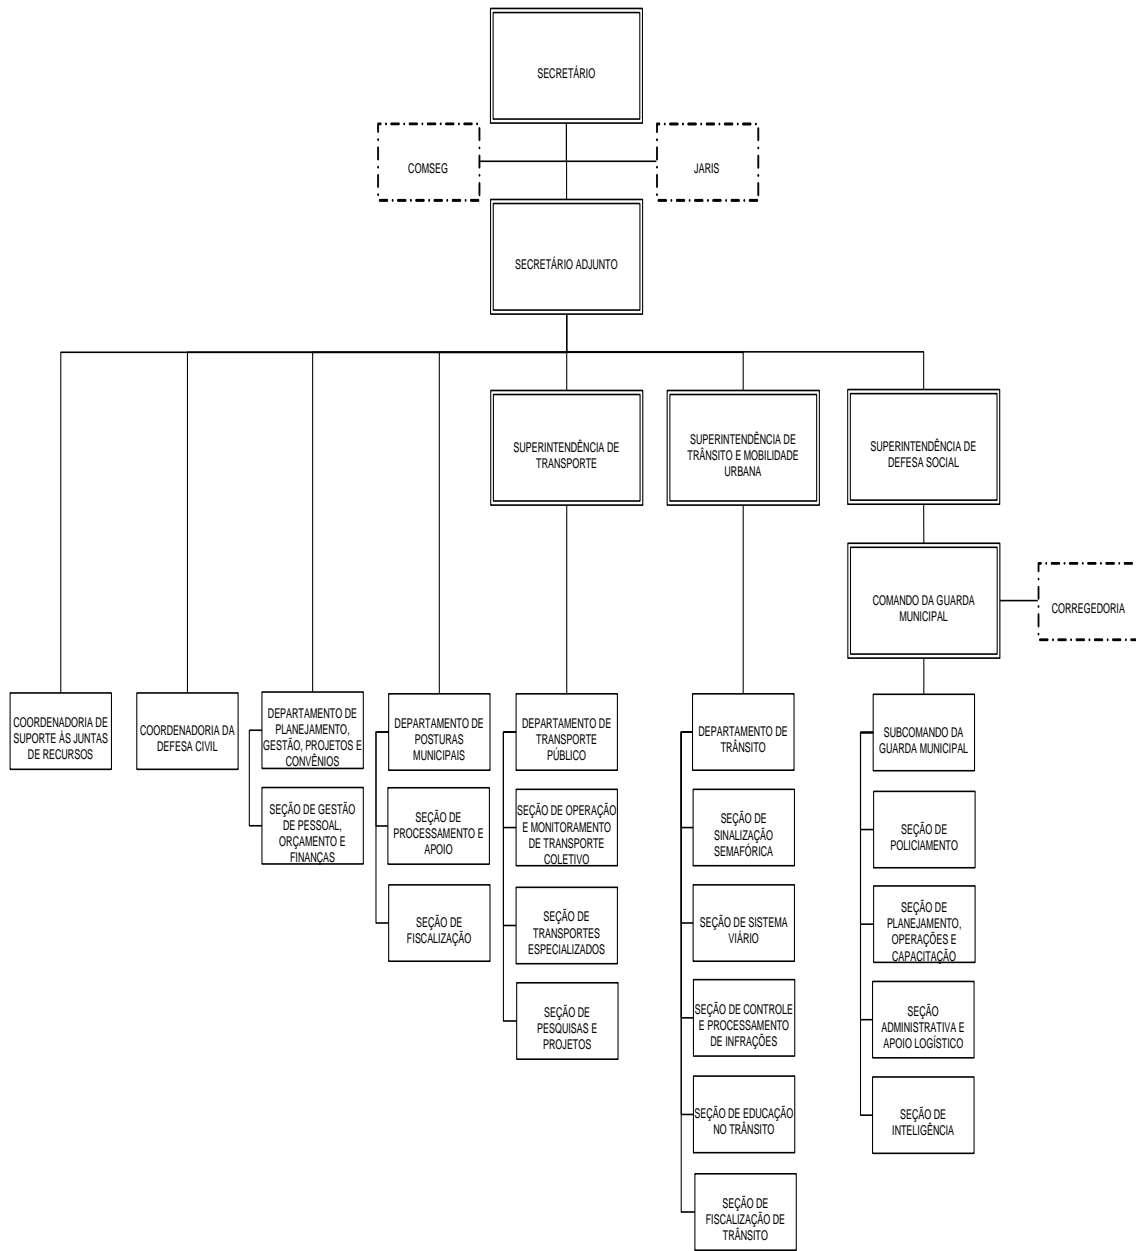 SECRETÁRIO
COMSEG
JARIS
SECRETÁRIO ADJUNTO
SUPERINTENDÊNCIA DE
TRANSPORTE
SUPERINTENDÊNCIA DE
TRÂNSITO E MOBILIDADE
URBANA
SUPERINTENDÊNCIA DE
DEFESA SOCIAL
COMANDO DA GUARDA
MUNICIPAL
CORREGEDORIA
COORDENADORIA DE
SUPORTE ÀS JUNTAS
DE RECURSOS
COORDENADORIA DA
DEFESA CIVIL
DEPARTAMENTO DE
PLANEJAMENTO,
GESTÃO, PROJETOS E
CONVÊNIOS
SEÇÃO DE GESTÃO
DE PESSOAL,
ORÇAMENTO E
FINANÇAS
DEPARTAMENTO DE
POSTURAS
MUNICIPAIS
SEÇÃO DE
PROCESSAMENTO E
APOIO
SEÇÃO DE
FISCALIZAÇÃO
DEPARTAMENTO DE
TRANSPORTE
PÚBLICO
SEÇÃO DE OPERAÇÃO
E MONITORAMENTO
DE TRANSPORTE
COLETIVO
SEÇÃO DE
TRANSPORTES
ESPECIALIZADOS
SEÇÃO DE
PESQUISAS E
PROJETOS
DEPARTAMENTO DE
TRÂNSITO
SEÇÃO DE
SINALIZAÇÃO
SEMAFÓRICA
SEÇÃO DE SISTEMA
VIÁRIO
SEÇÃO DE CONTROLE
E PROCESSAMENTO
DE INFRAÇÕES
SEÇÃO DE EDUCAÇÃO
NO TRÂNSITO
SEÇÃO DE
FISCALIZAÇÃO DE
TRÂNSITO
SUBCOMANDO DA
GUARDA MUNICIPAL
SEÇÃO DE
POLICIAMENTO
SEÇÃO DE
PLANEJAMENTO,
OPERAÇÕES E
CAPACITAÇÃO
SEÇÃO
ADMINISTRATIVA E
APOIO LOGÍSTICO
SEÇÃO DE
INTELIGÊNCIA